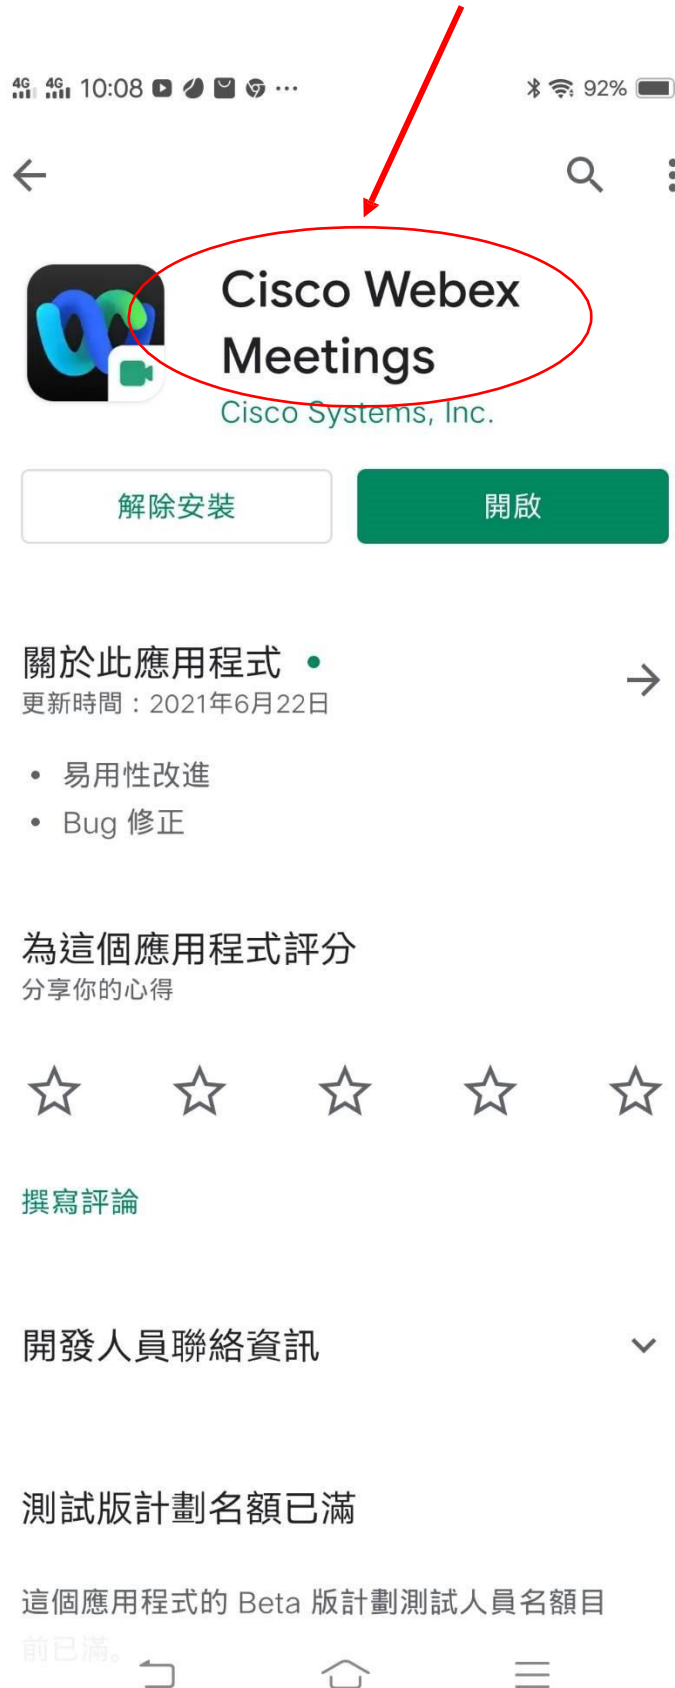 4G 4G 10:08 92%
Cisco Webex
Meetings
Cisco Systems, Inc.
解除安裝
開啟
關於此應用程式
更新時間：2021年6月22日
• 易用性改進
• Bug 修正
為這個應用程式評分
分享你的心得
撰寫評論
開發人員聯絡資訊
測試版計劃名額已滿
這個應用程式的 Beta 版計劃測試人員名額目
前已滿。